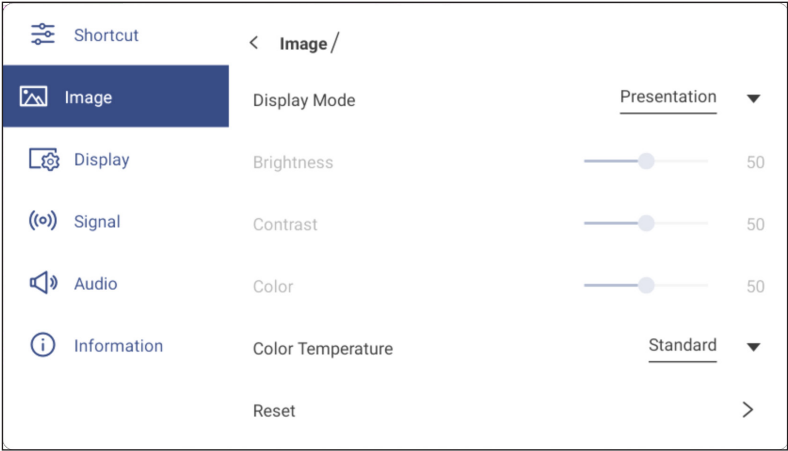 Shortcut
Image
Display
Signal
Audio
Information
Image /
Display Mode Presentation
Brightness 50
Contrast 50
Color 50
Color Temperature Standard
Reset